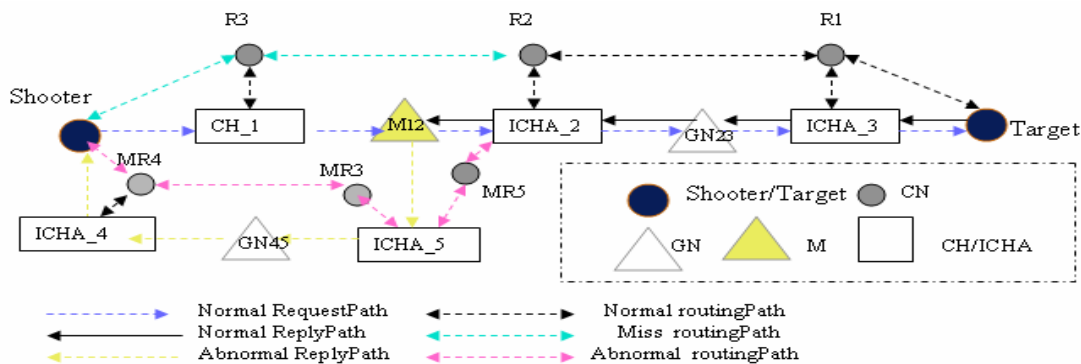 R3
R2
R1
Shooter
CH_1
M12
ICHA_2
GN23
ICHA_3
Target
MR4
MR3
MR5
ICHA_4
GN45
ICHA_5
Shooter/Target
CN
GN
M
CH/ICHA
Normal RequestPath
Normal routingPath
Normal ReplyPath
Miss routingPath
Abnormal ReplyPath
Abnormal routingPath